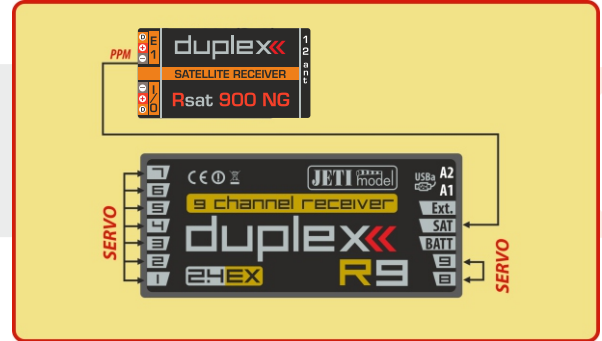 PPM
E1
duplex
1 2 ant
SATELLITE RECEIVER
I/O
Rsat 900 NG
7
6
5
4
3
2
1
SERVO
CE
JETI model
USBa
A2
A1
9 channel receiver
Ext.
SAT
duplex
BATT
9
8
2.4EX
R9
SERVO